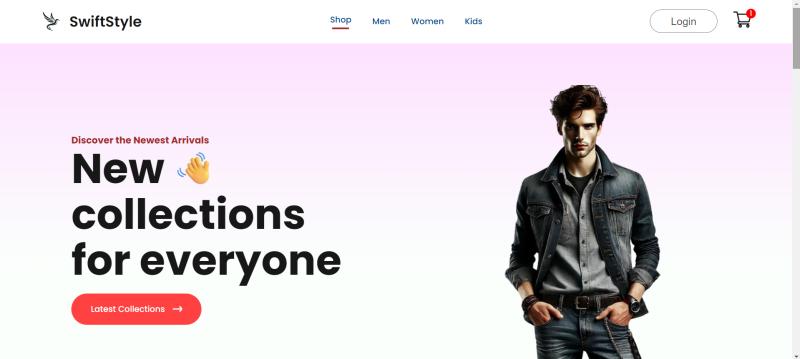 SwiftStyle
Shop Men Women Kids
Login
1
Discover the Newest Arrivals
New 👋
collections
for everyone
Latest Collections →